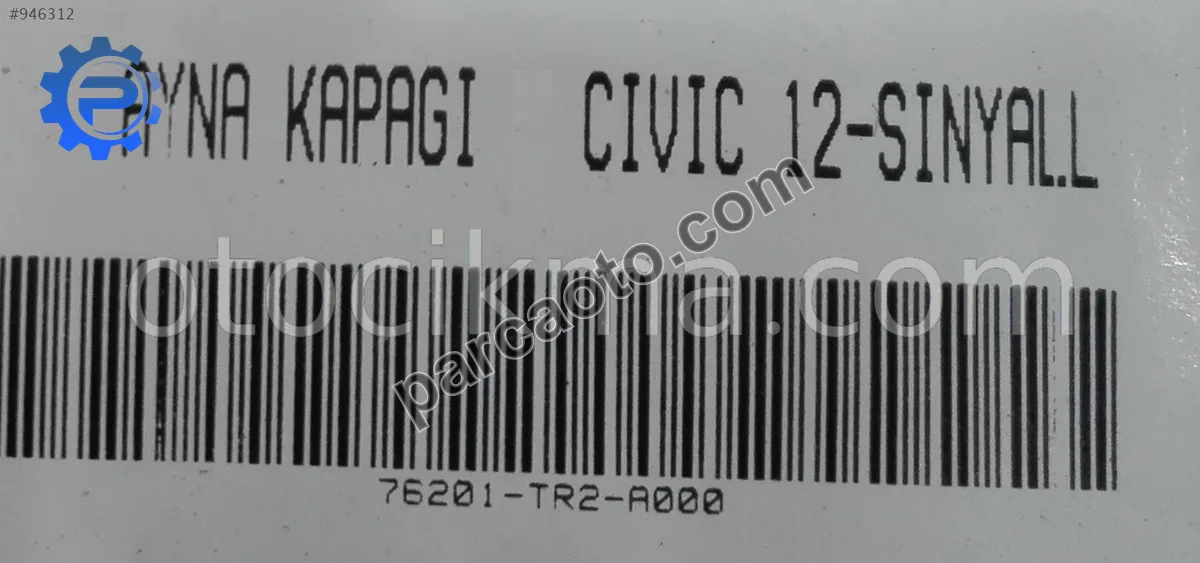 #946312
AYNA KAPAGI CIVIC 12-SINYAL.L
otocikma.com
parcaoto.com
76201-TR2-A000